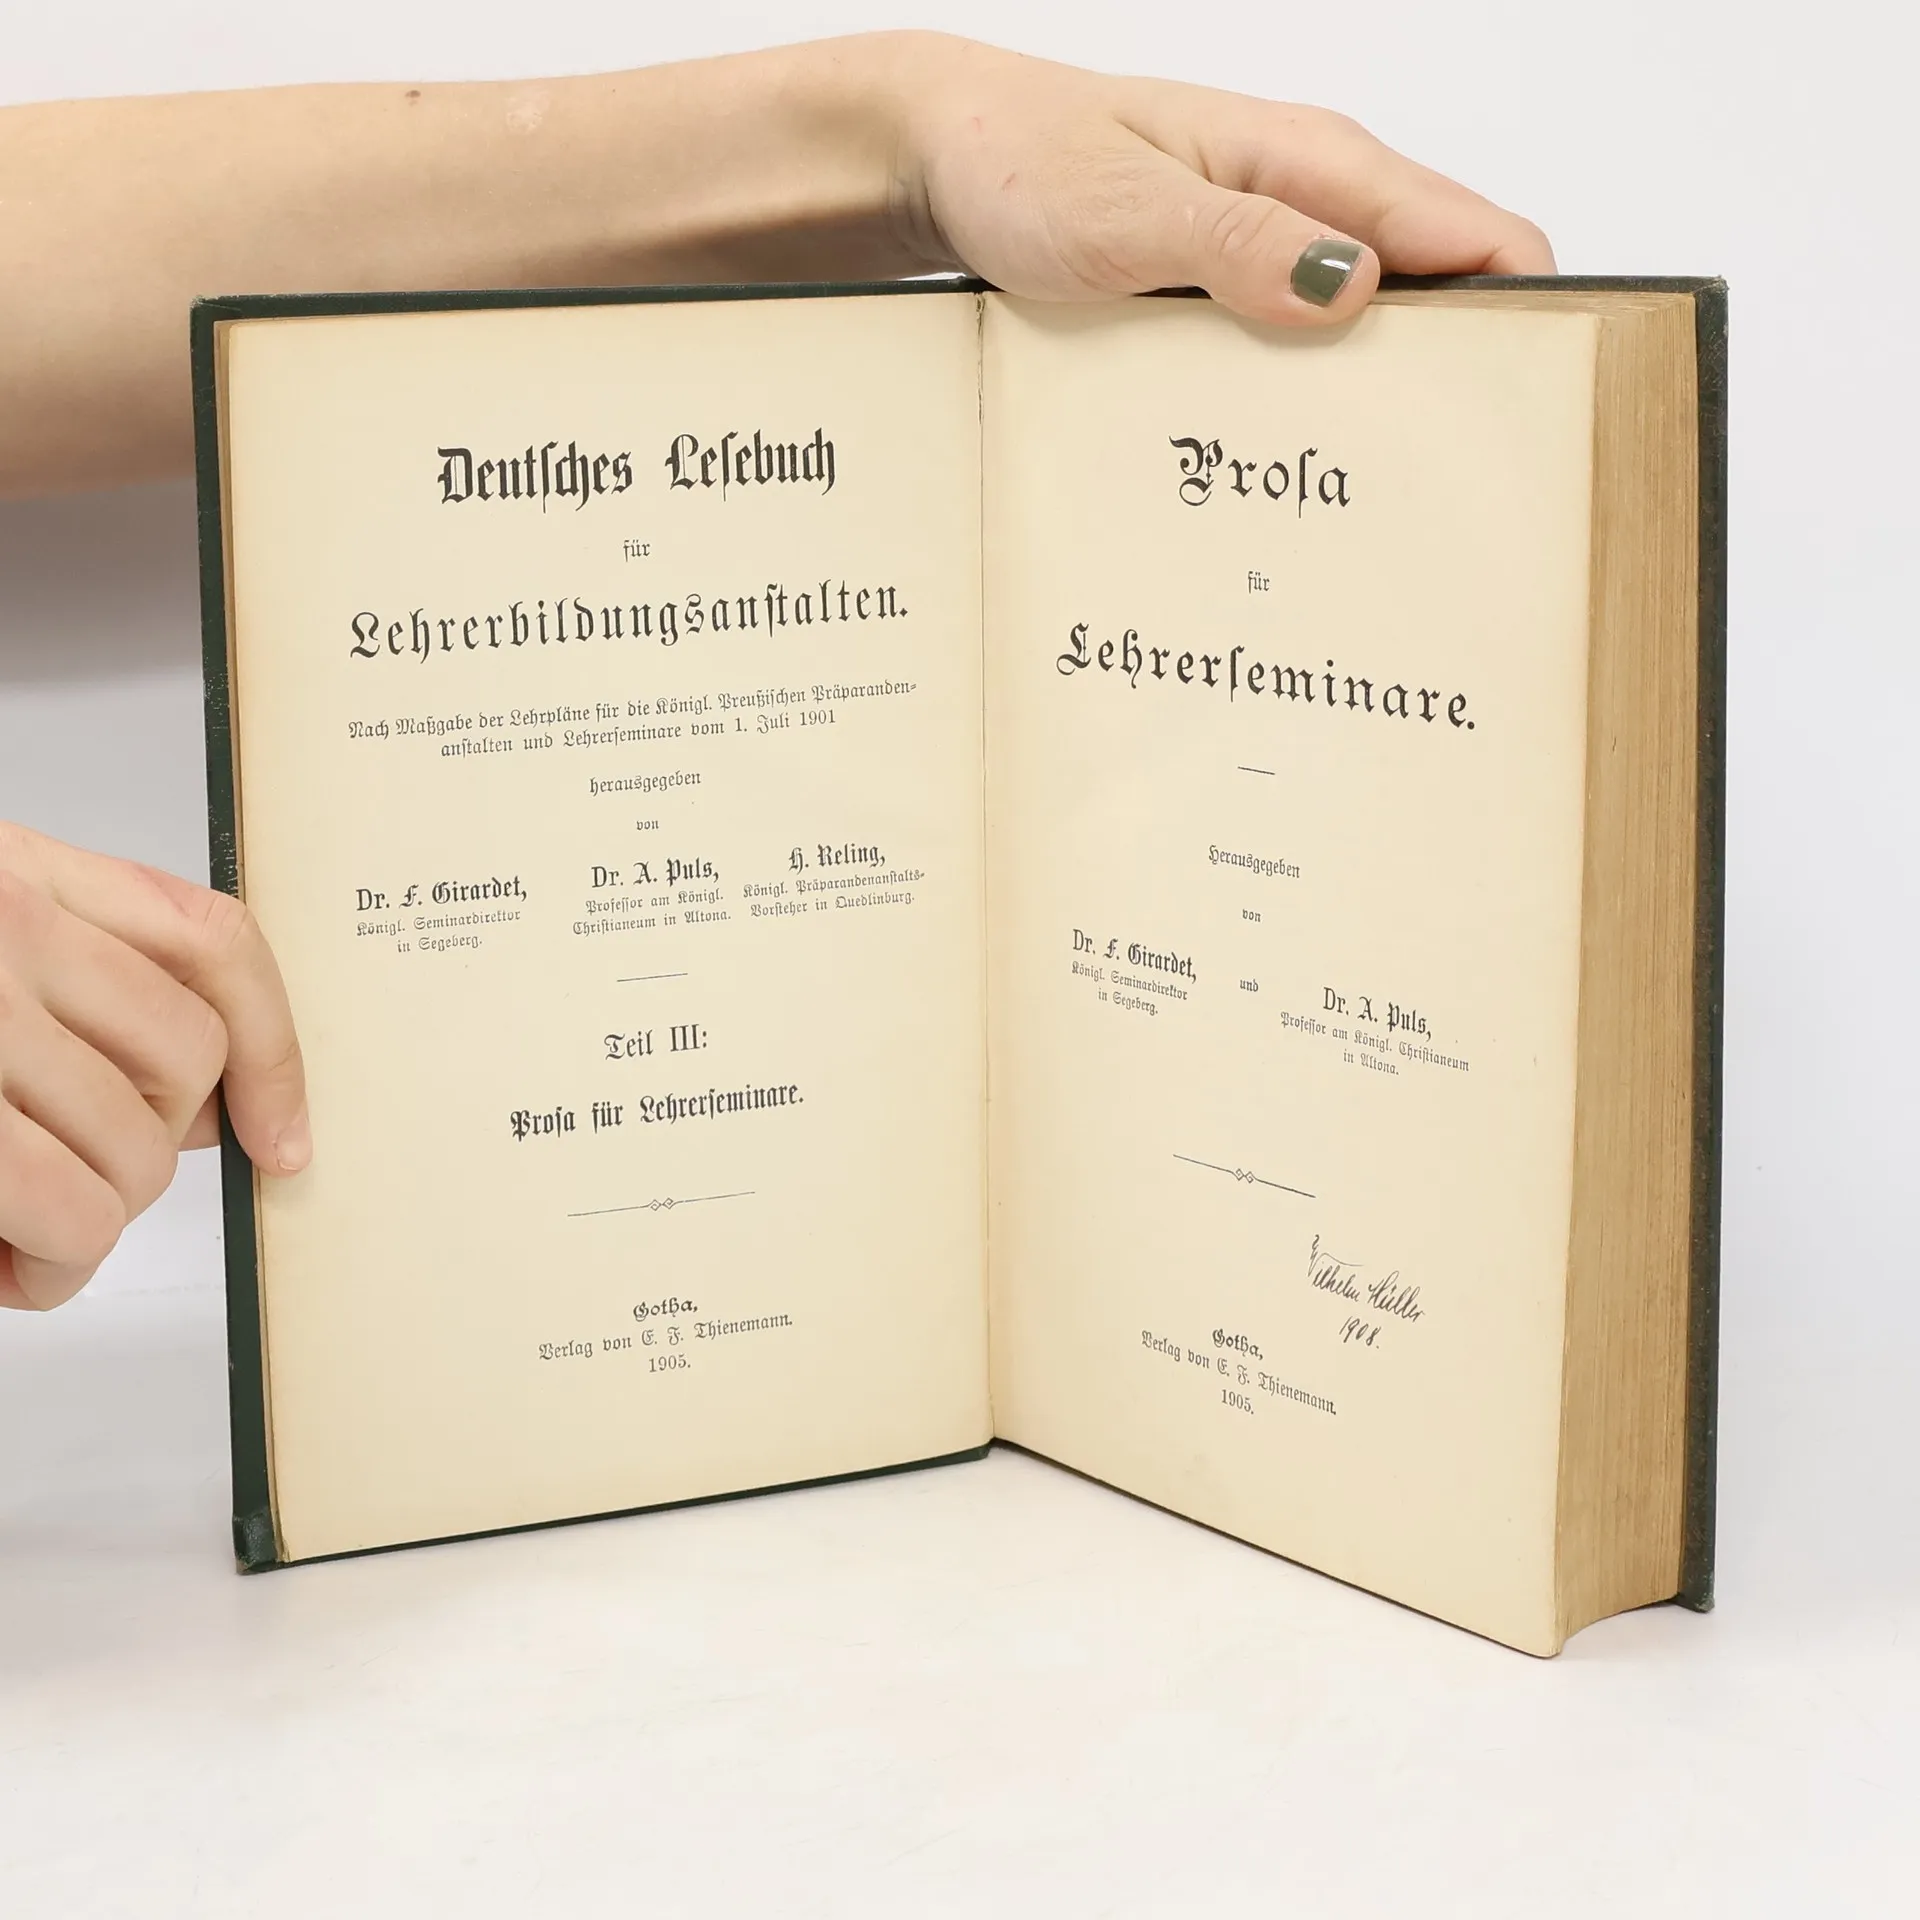 Deutſches Leſebuch
für
Lehrerbildungsanſtalten.
Nach Maßgabe der Lehrpläne für die Königl. Preußiſchen Präparanden-
anſtalten und Lehrerſeminare vom 1. Juli 1901
herausgegeben
von
Dr. F. Girardet,
Königl. Seminardirektor
in Segeberg.
Dr. A. Puls,
Profeſſor am Königl.
Chriſtianeum in Altona.
H. Reling,
Königl. Präparandenanſtalts-
Vorſteher in Quedlinburg.
Teil III:
Proſa für Lehrerſeminare.
Gotha,
Verlag von E. F. Thienemann.
1905.
Proſa
für
Lehrerſeminare.
Herausgegeben
von
Dr. F. Girardet,
Königl. Seminardirektor
in Segeberg.
und
Dr. A. Puls,
Profeſſor am Königl. Chriſtianeum
in Altona.
Wilhelm Müller
1908.
Gotha,
Verlag von E. F. Thienemann.
1905.